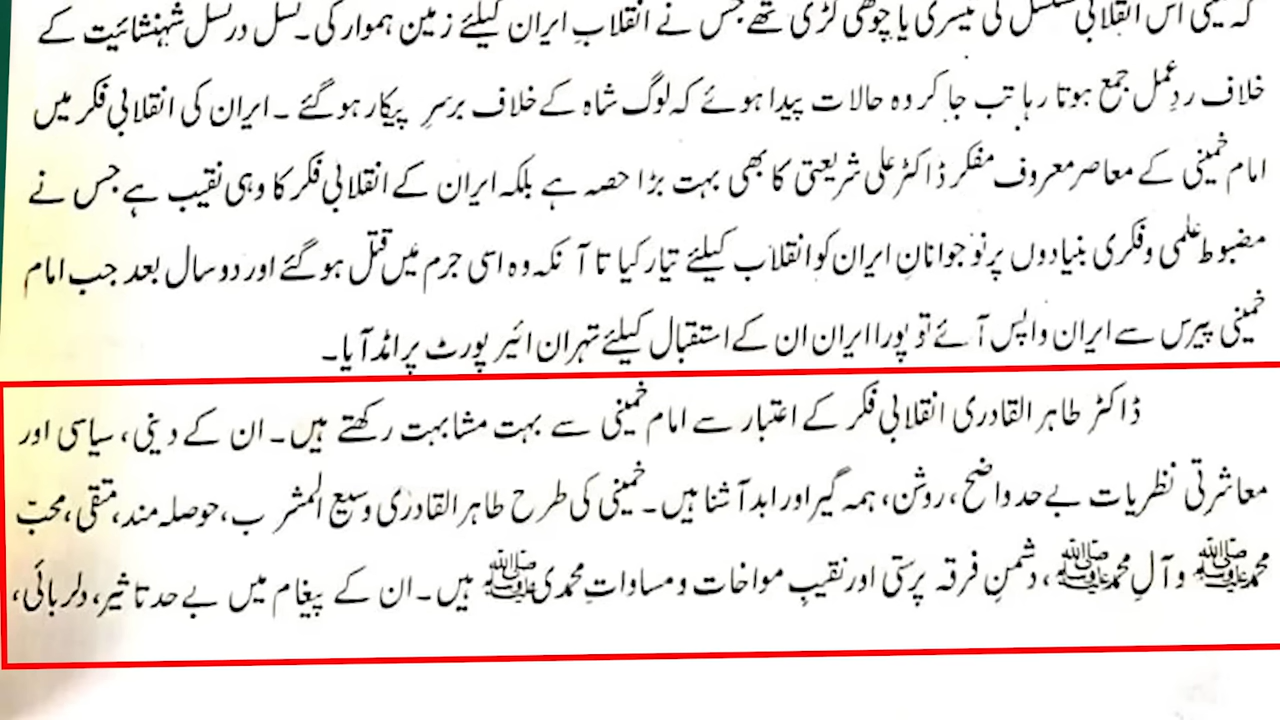 کہ خمینی اس انقلابی تسلسل کی تیسری یا چوتھی کڑی تھے جس نے انقلابِ ایران کیلئے زمین ہموار کی۔ نسل در نسل شہنشائیت کے
خلاف ردِعمل جمع ہوتا رہا تب جا کر وہ حالات پیدا ہوئے کہ لوگ شاہ کے خلاف برسرِ پیکار ہو گئے ۔ ایران کی انقلابی فکر میں
امام خمینی کے معاصر معروف مفکر ڈاکٹر علی شریعتی کا بھی بہت بڑا حصہ ہے بلکہ ایران کے انقلابی فکر کا وہی نقیب ہے جس نے
مضبوط علمی و فکری بنیادوں پر نوجوانانِ ایران کو انقلاب کیلئے تیار کیا تا آنکہ وہ اسی جرم میں قتل ہو گئے اور دو سال بعد جب امام
خمینی پیرس سے ایران واپس آئے تو پورا ایران ان کے استقبال کیلئے تہران ائیر پورٹ پر امڈ آیا۔
ڈاکٹر طاہر القادری انقلابی فکر کے اعتبار سے امام خمینی سے بہت مشابہت رکھتے ہیں۔ ان کے دینی، سیاسی اور
معاشرتی نظریات بے حد واضح، روشن، ہمہ گیر اور ابد آشنا ہیں۔ خمینی کی طرح طاہر القادری وسیع المشرب، حوصلہ مند، متقی، محبّ
محمد ﷺ و آلِ محمد ﷺ، دشمنِ فرقہ پرستی اور نقیبِ مواخات و مساواتِ محمدی ﷺ ہیں۔ ان کے پیغام میں بے حد تاثیر، دلربائی،